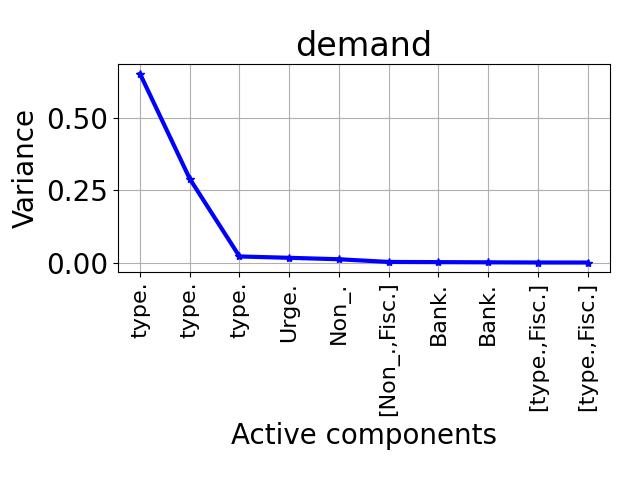 demand
Variance
0.50
0.25
0.00
type.
type.
type.
Urge.
Non_.
[Non_.,Fisc.]
Bank.
Bank.
[type.,Fisc.]
[type.,Fisc.]
Active components